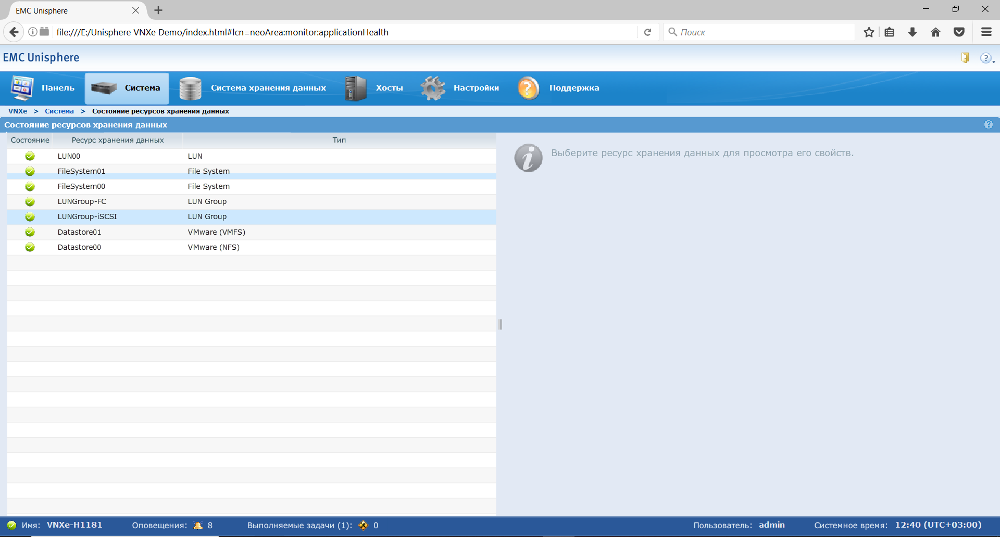 EMC Unisphere
file:///E:/Unisphere VNXe Demo/index.html#lcn=neoArea:monitor:applicationHealth
Поиск
EMC Unisphere
Панель Система Система хранения данных Хосты Настройки Поддержка
VNXe > Система > Состояние ресурсов хранения данных
Состояние ресурсов хранения данных
Состояние Ресурс хранения данных Тип
LUN00 LUN
FileSystem01 File System
FileSystem00 File System
LUNGroup-FC LUN Group
LUNGroup-iSCSI LUN Group
Datastore01 VMware (VMFS)
Datastore00 VMware (NFS)
Выберите ресурс хранения данных для просмотра его свойств.
Имя: VNXe-H1181 Оповещения: 8 Выполняемые задачи (1): 0 Пользователь: admin Системное время: 12:40 (UTC+03:00)